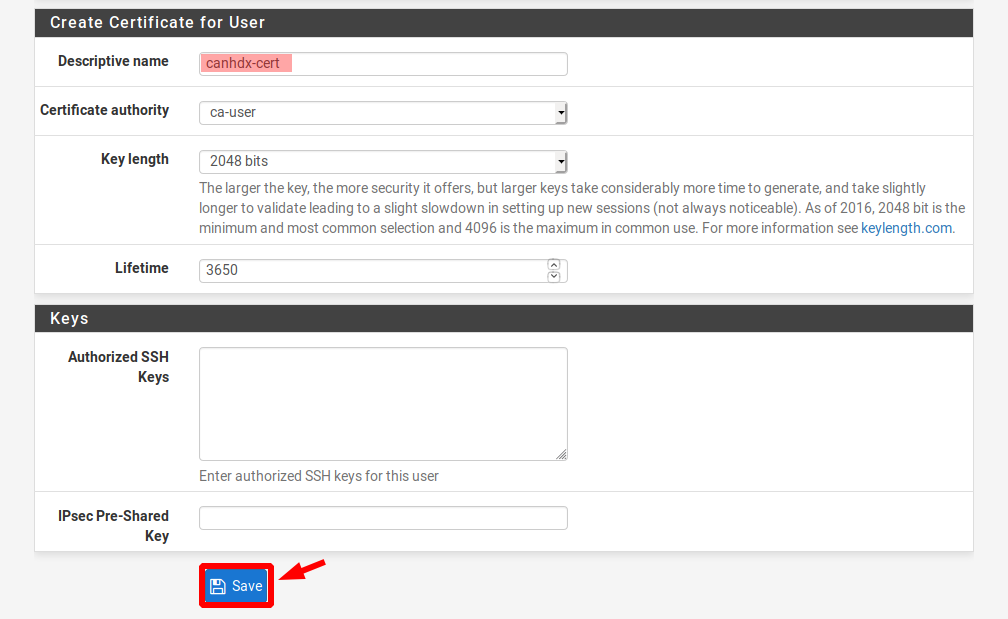 Create Certificate for User
Descriptive name
canhdx-cert
Certificate authority
ca-user
Key length
2048 bits
The larger the key, the more security it offers, but larger keys take considerably more time to generate, and take slightly
longer to validate leading to a slight slowdown in setting up new sessions (not always noticeable). As of 2016, 2048 bit is the
minimum and most common selection and 4096 is the maximum in common use. For more information see keylength.com.
Lifetime
3650
Keys
Authorized SSH
Keys
Enter authorized SSH keys for this user
IPsec Pre-Shared
Key
Save